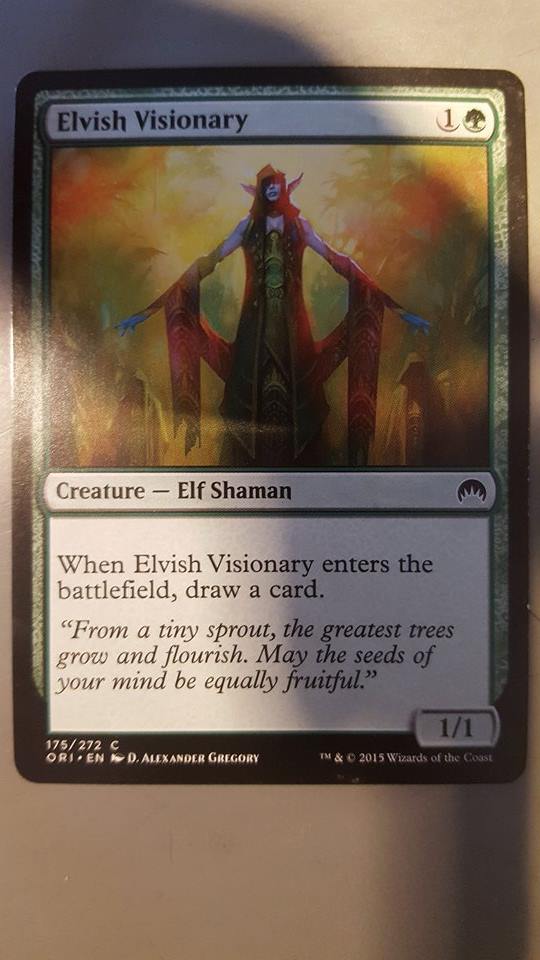 Elvish Visionary 1
Creature — Elf Shaman
When Elvish Visionary enters the
battlefield, draw a card.
“From a tiny sprout, the greatest trees
grow and flourish. May the seeds of
your mind be equally fruitful.”
1/1
175/272 C
ORI • EN D. Alexander Gregory ™ & © 2015 Wizards of the Coast